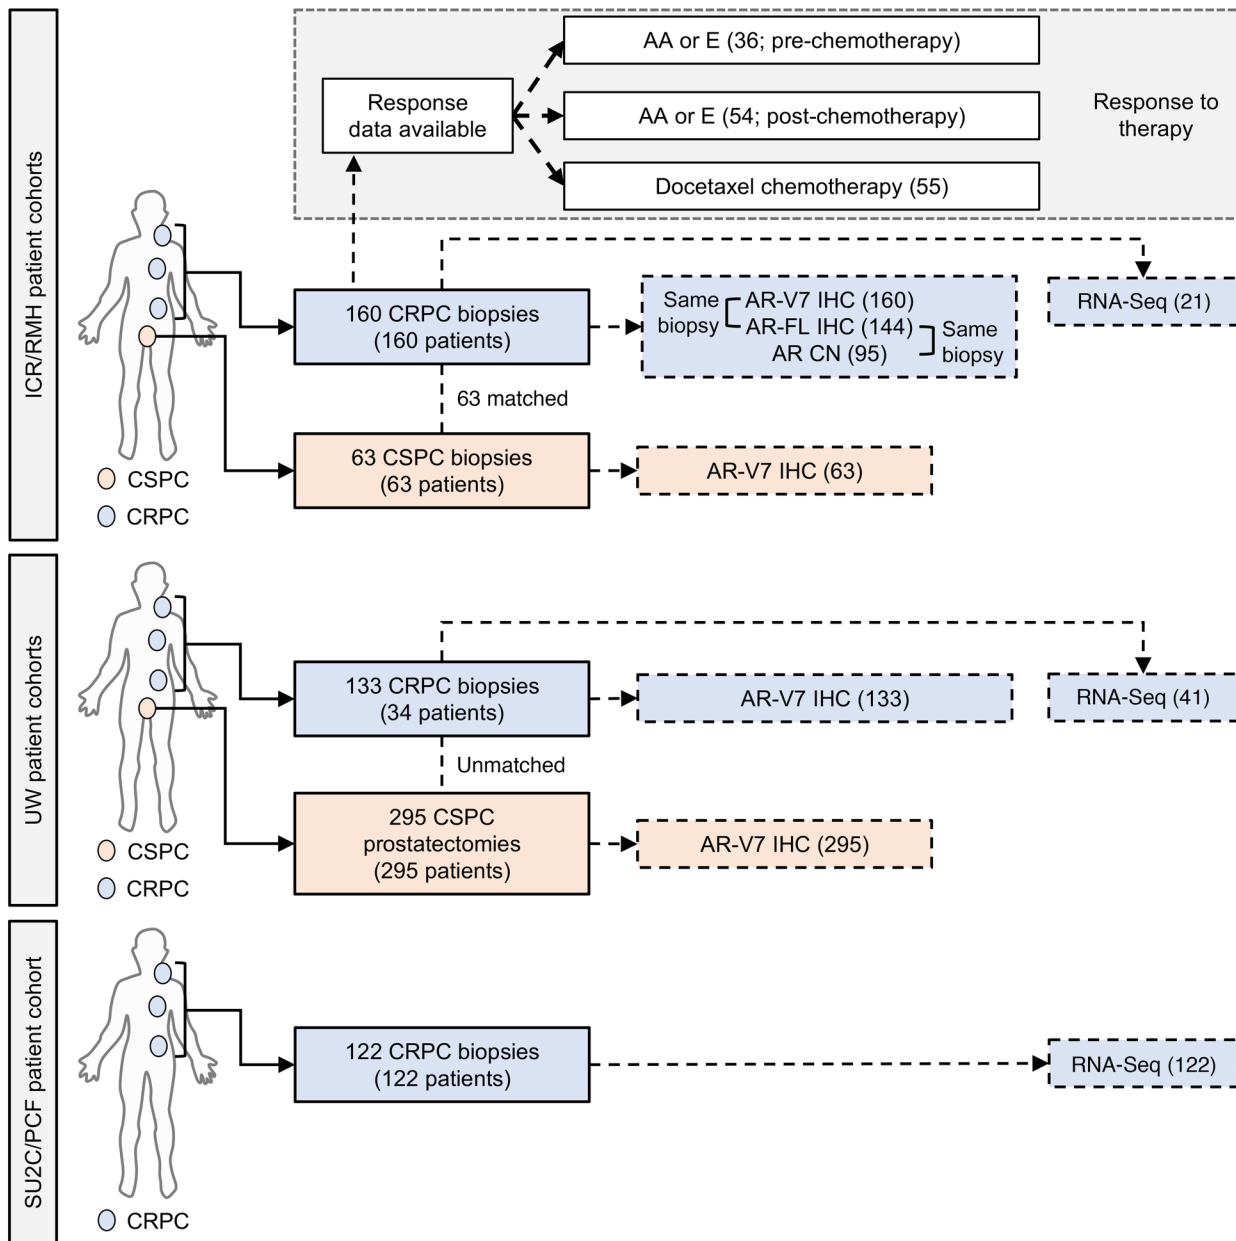 ICR/RMH patient cohorts
AA or E (36; pre-chemotherapy)
Response
data available
AA or E (54; post-chemotherapy)
Docetaxel chemotherapy (55)
Response to
therapy
160 CRPC biopsies
(160 patients)
Same
biopsy
AR-V7 IHC (160)
AR-FL IHC (144)
AR CN (95)
Same
biopsy
RNA-Seq (21)
63 matched
63 CSPC biopsies
(63 patients)
AR-V7 IHC (63)
CSPC
CRPC
UW patient cohorts
133 CRPC biopsies
(34 patients)
AR-V7 IHC (133)
RNA-Seq (41)
Unmatched
295 CSPC
prostatectomies
(295 patients)
AR-V7 IHC (295)
CSPC
CRPC
SU2C/PCF patient cohort
122 CRPC biopsies
(122 patients)
RNA-Seq (122)
CRPC